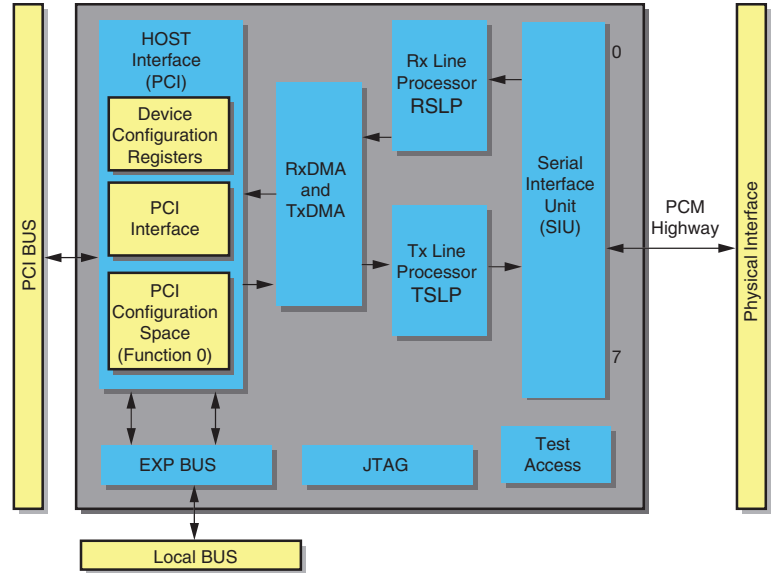 PCI BUS
HOST
Interface
(PCI)
Device
Configuration
Registers
PCI
Interface
PCI
Configuration
Space
(Function 0)
RxDMA
and
TxDMA
Rx Line
Processor
RSLP
Tx Line
Processor
TSLP
Serial
Interface
Unit
(SIU)
0
7
PCM
Highway
Physical Interface
EXP BUS
JTAG
Test
Access
Local BUS